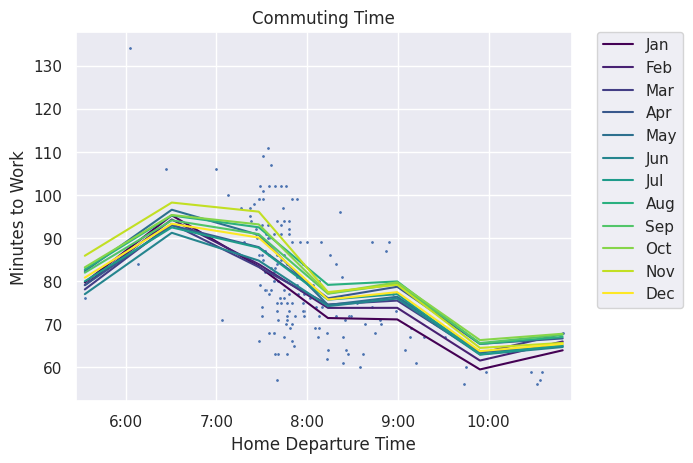 Commuting Time
Minutes to Work
130
120
110
100
90
80
70
60
6:00 7:00 8:00 9:00 10:00
Home Departure Time
Jan
Feb
Mar
Apr
May
Jun
Jul
Aug
Sep
Oct
Nov
Dec